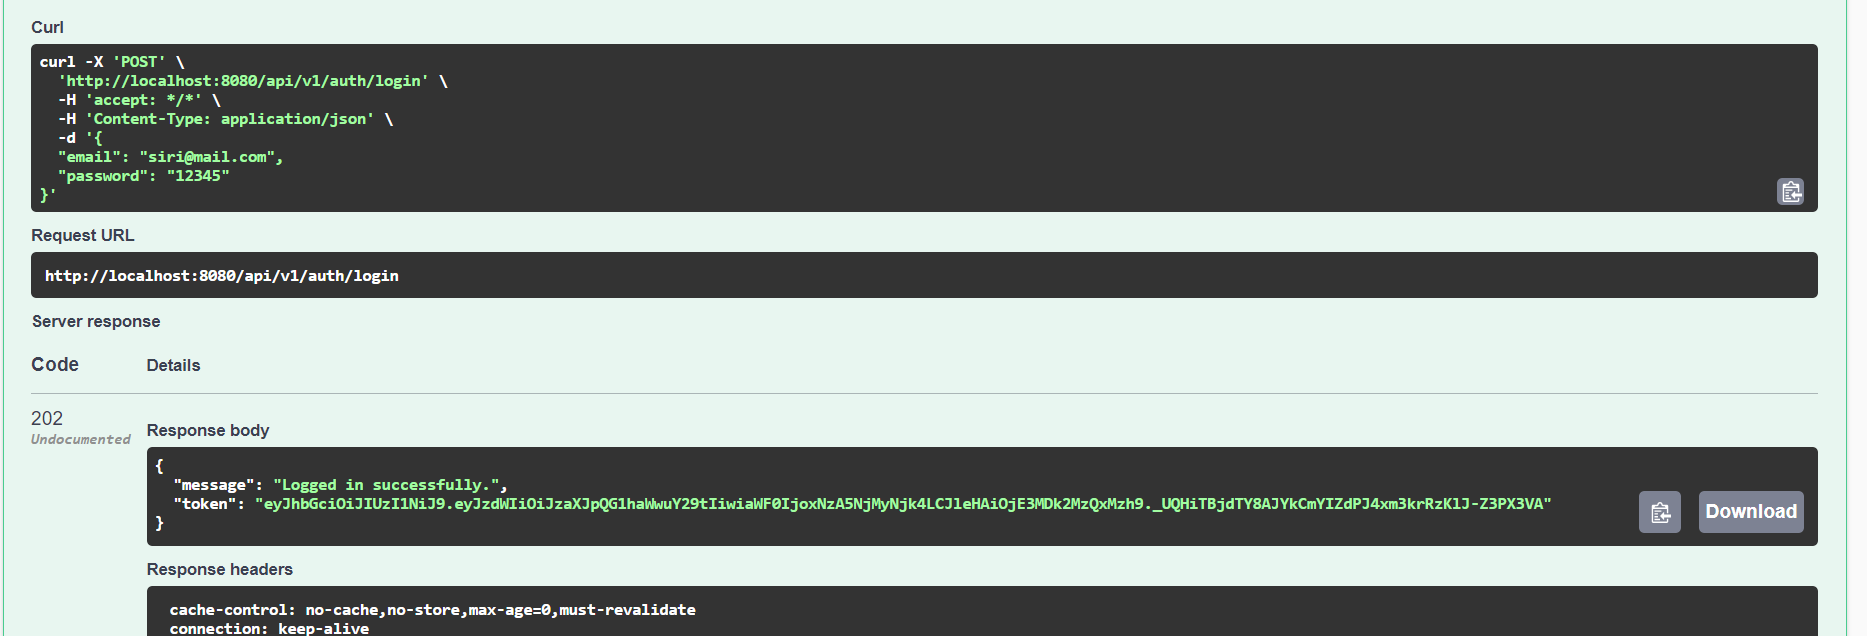 Curl
curl -X 'POST' \
'http://localhost:8080/api/v1/auth/login' \
-H 'accept: */*' \
-H 'Content-Type: application/json' \
-d '{
"email": "siri@mail.com",
"password": "12345"
}'
Request URL
http://localhost:8080/api/v1/auth/login
Server response
Code Details
202
Undocumented
Response body
{
"message": "Logged in successfully.",
"token": "eyJhbGciOiJIUzI1NiJ9.eyJzdWIiOiJzaXJpQG1haWwuY29tIiwiaWF0IjoxNzA5NjMyNjk4LCJleHAiOjE3MDk2MzQxMzh9._UQHiTBjdTY8AJYkCmYIZdPJ4xm3krRzKlJ-Z3PX3VA"
}
Download
Response headers
cache-control: no-cache,no-store,max-age=0,must-revalidate
connection: keep-alive